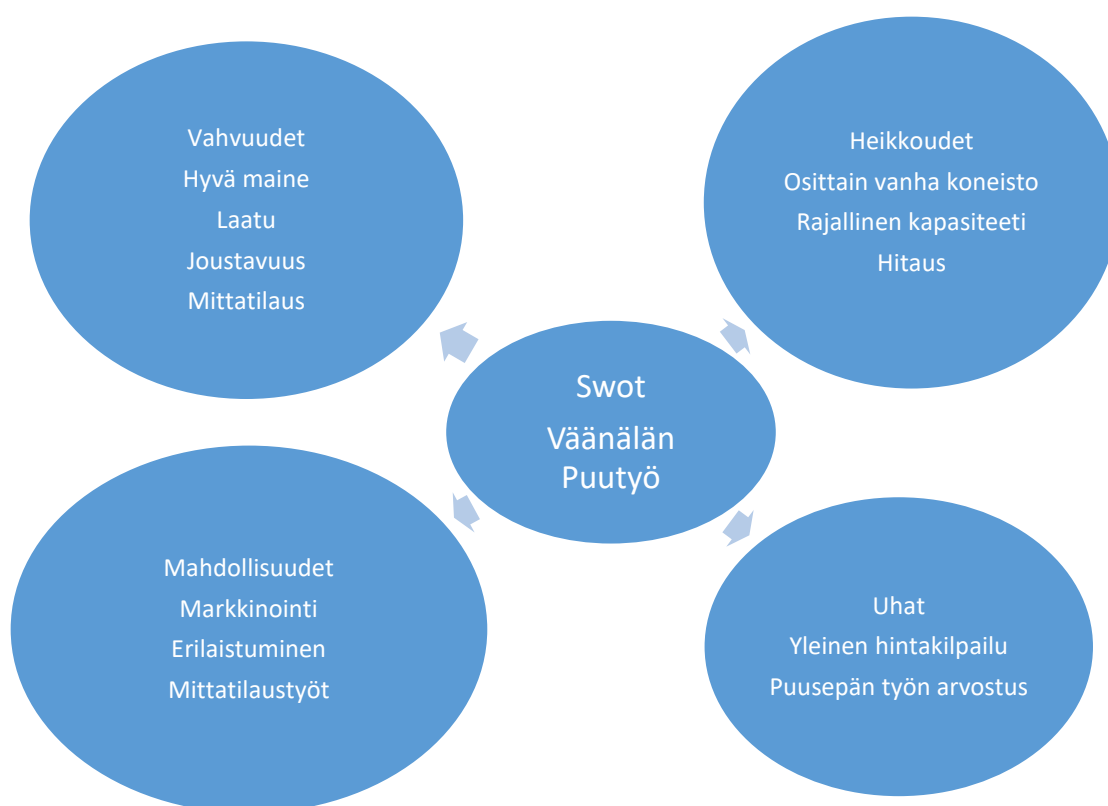 Vahvuudet
Hyvä maine
Laatu
Joustavuus
Mittatilaus
Heikkoudet
Osittain vanha koneisto
Rajallinen kapasiteeti
Hitaus
Swot
Väänälän
Puutyö
Mahdollisuudet
Markkinointi
Erilaistuminen
Mittatilaustyöt
Uhat
Yleinen hintakilpailu
Puusepän työn arvostus